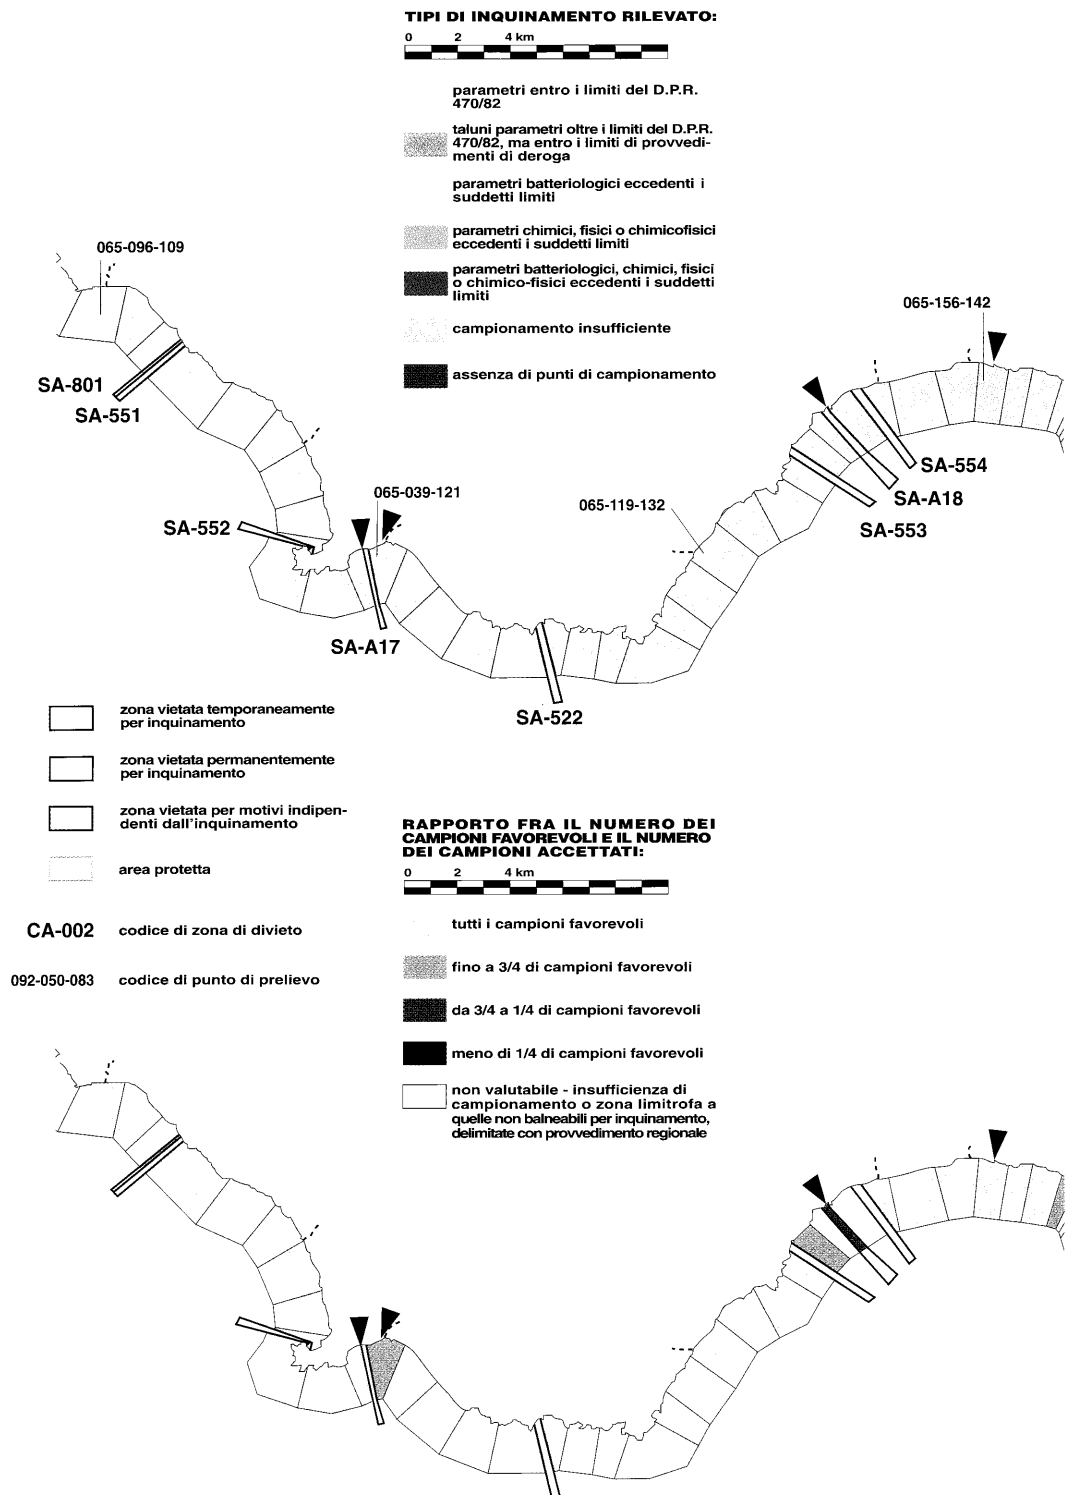 TIPI DI INQUINAMENTO RILEVATO:
0 2 4 km
parametri entro i limiti del D.P.R.
470/82
taluni parametri oltre i limiti del D.P.R.
470/82, ma entro i limiti di provvedi-
menti di deroga
parametri batteriologici eccedenti i
suddetti limiti
parametri chimici, fisici o chimicofisici
eccedenti i suddetti limiti
parametri batteriologici, chimici, fisici
o chimico-fisici eccedenti i suddetti
limiti
campionamento insufficiente
assenza di punti di campionamento
065-096-109
065-156-142
SA-801
SA-551
SA-554
SA-A18
SA-553
065-039-121
065-119-132
SA-552
SA-A17
SA-522
zona vietata temporaneamente
per inquinamento
zona vietata permanentemente
per inquinamento
zona vietata per motivi indipen-
denti dall'inquinamento
area protetta
CA-002 codice di zona di divieto
092-050-083 codice di punto di prelievo
RAPPORTO FRA IL NUMERO DEI
CAMPIONI FAVOREVOLI E IL NUMERO
DEI CAMPIONI ACCETTATI:
0 2 4 km
tutti i campioni favorevoli
fino a 3/4 di campioni favorevoli
da 3/4 a 1/4 di campioni favorevoli
meno di 1/4 di campioni favorevoli
non valutabile - insufficienza di
campionamento o zona limitrofa a
quelle non balneabili per inquinamento,
delimitate con provvedimento regionale